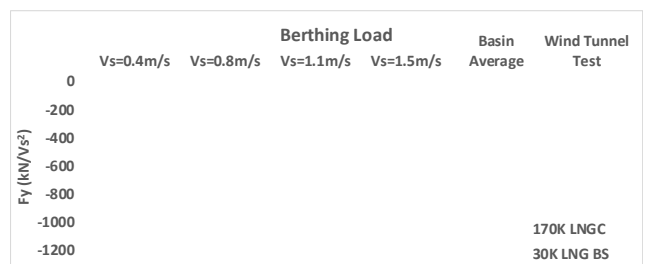 Berthing Load
Vs=0.4m/s Vs=0.8m/s Vs=1.1m/s Vs=1.5m/s Basin Average Wind Tunnel Test
0
-200
-400
-600
-800
-1000
-1200
Fy (kN/Vs²)
170K LNGC
30K LNG BS